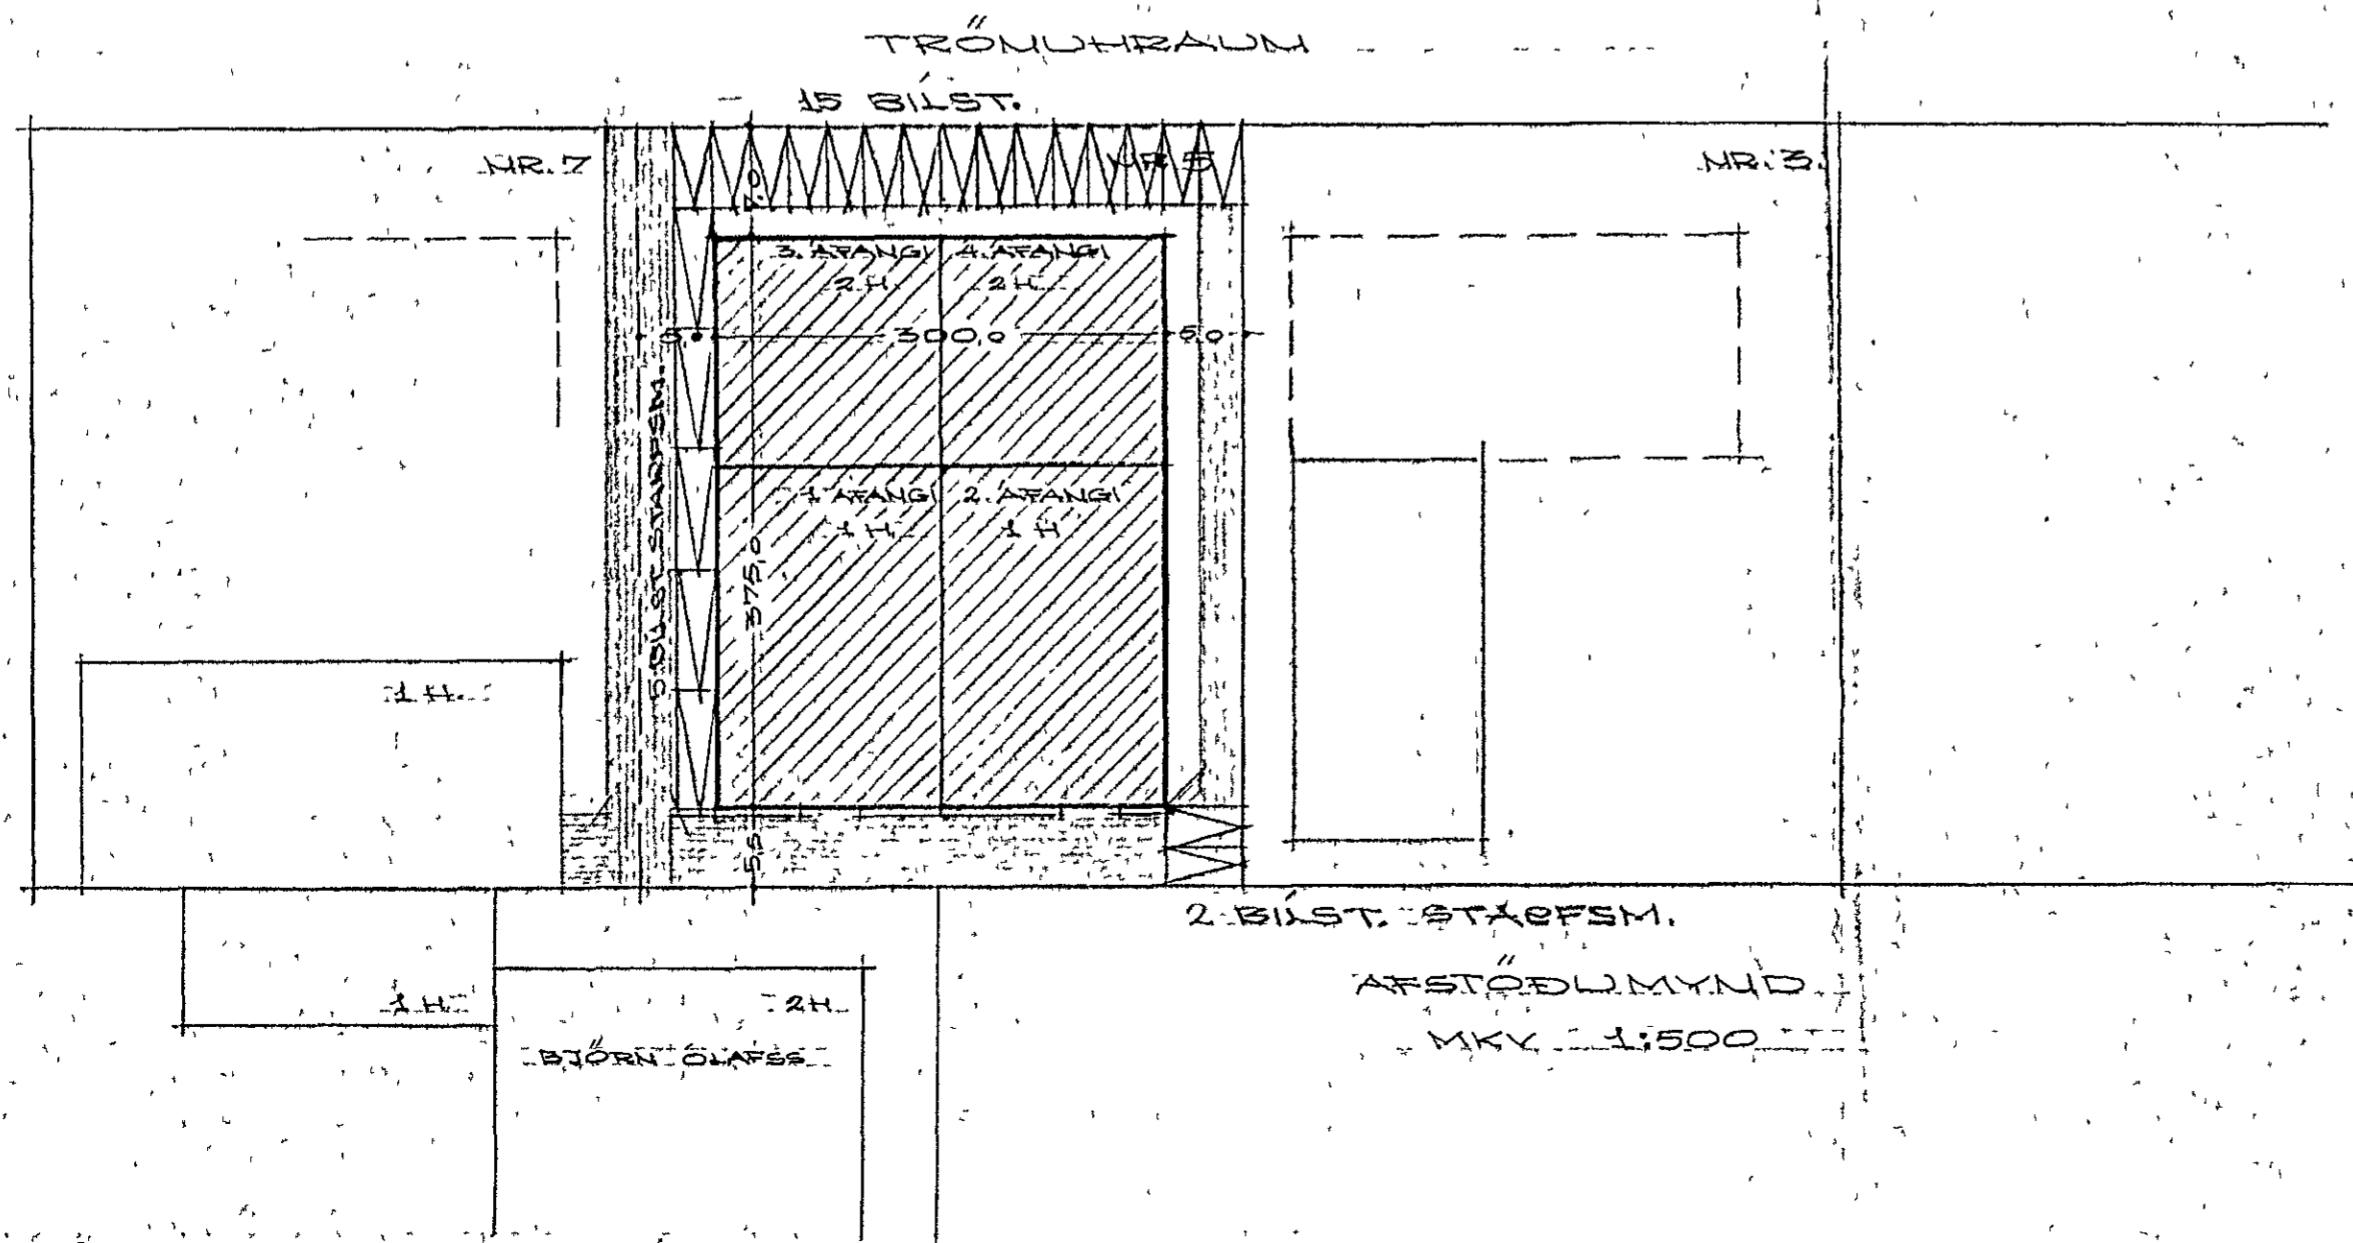 TRÖNUHRAUN
15 BÍLST.
NR. 7
NR 5
NR. 3.
7.0
3. ÁFANGI
2 H.
4. ÁFANGI
2 H.
5,0
300,0
5,0
5 BÍLST. STARFSM.
1 ÁFANGI
1 H.
2. ÁFANGI
1 H
375,0
1 H.
5,5
2 BÍLST. STARFSM.
1 H.
2 H.
BJÖRN ÓLAFSS.
AFSTÖÐUMYND
MKV 1:500